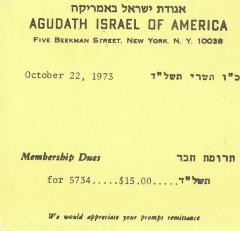 אגודת ישראל באמריקה
AGUDATH ISRAEL OF AMERICA
FIVE BEEKMAN STREET, NEW YORK, N. Y. 10038
October 22, 1973 כ"ו תשרי תשל"ד
Membership Dues תרומת חבר
for 5734.....$15.00.....תשל"ד
We would appreciate your promps remittance